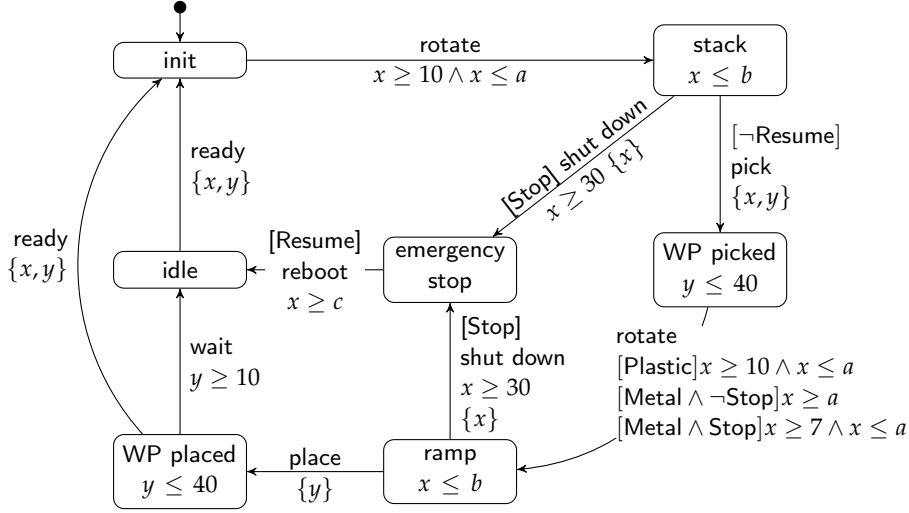 init
rotate
x ≥ 10 ∧ x ≤ a
stack
x ≤ b
[¬Resume]
pick
{x, y}
[Stop] shut down
x ≥ 30 {x}
ready
{x, y}
ready
{x, y}
idle
[Resume]
reboot
x ≥ c
emergency
stop
WP picked
y ≤ 40
wait
y ≥ 10
[Stop]
shut down
x ≥ 30
{x}
rotate
[Plastic]x ≥ 10 ∧ x ≤ a
[Metal ∧ ¬Stop]x ≥ a
[Metal ∧ Stop]x ≥ 7 ∧ x ≤ a
WP placed
y ≤ 40
place
{y}
ramp
x ≤ b